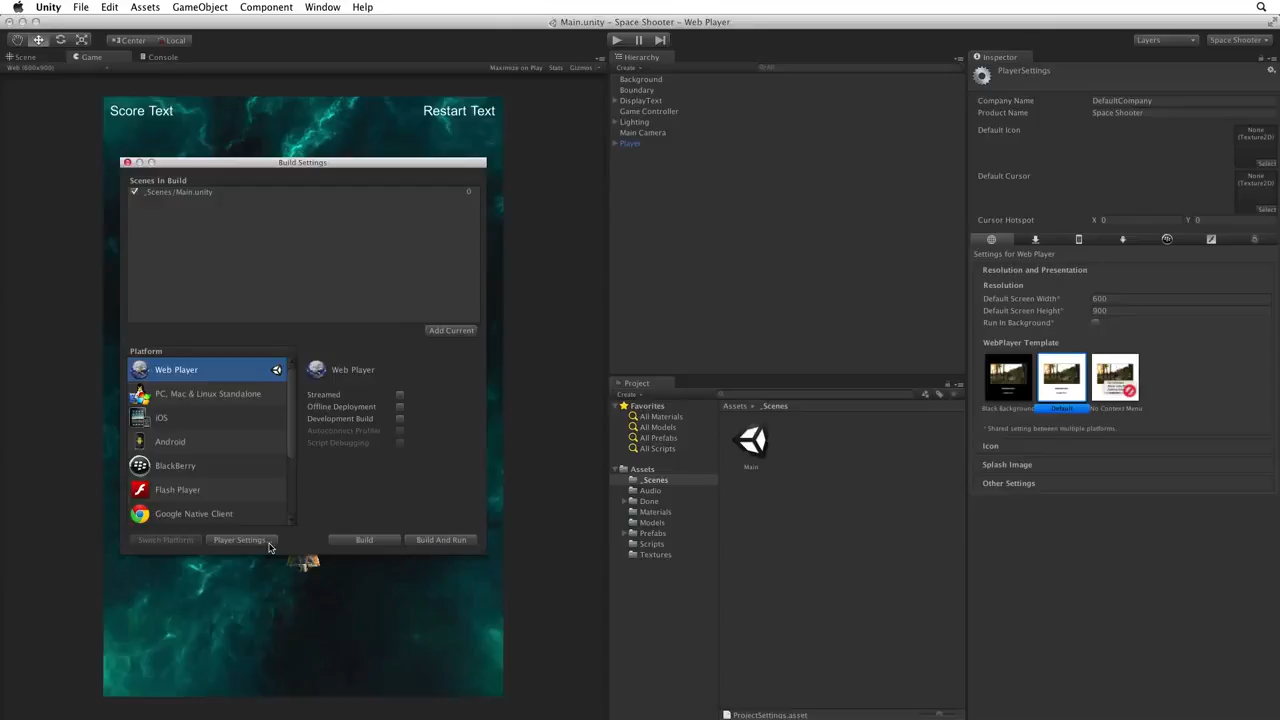 Unity File Edit Assets GameObject Component Window Help
Main.unity – Space Shooter – Web Player
Center Local
Layers
Space Shooter
Scene Game Console
Web (600x900)
Maximize on Play Stats Gizmos
Score Text
Restart Text
Build Settings
Scenes In Build
_Scenes/Main.unity 0
Add Current
Platform
Web Player
PC, Mac & Linux Standalone
iOS
Android
BlackBerry
Flash Player
Google Native Client
Web Player
Streamed
Offline Deployment
Development Build
Autoconnect Profiler
Script Debugging
Switch Platform
Player Settings...
Build
Build And Run
Hierarchy
Create
All
Background
Boundary
DisplayText
Game Controller
Lighting
Main Camera
Player
Project
Create
Favorites
All Materials
All Models
All Prefabs
All Scripts
Assets
_Scenes
Audio
Done
Materials
Models
Prefabs
Scripts
Textures
Assets _Scenes
Main
ProjectSettings.asset
Inspector
PlayerSettings
Company Name DefaultCompany
Product Name Space Shooter
Default Icon
None
(Texture2D)
Select
Default Cursor
None
(Texture2D)
Select
Cursor Hotspot X 0 Y 0
Settings for Web Player
Resolution and Presentation
Resolution
Default Screen Width* 600
Default Screen Height* 900
Run In Background*
WebPlayer Template
Black Background
Default
No Context Menu
* Shared setting between multiple platforms.
Icon
Splash Image
Other Settings